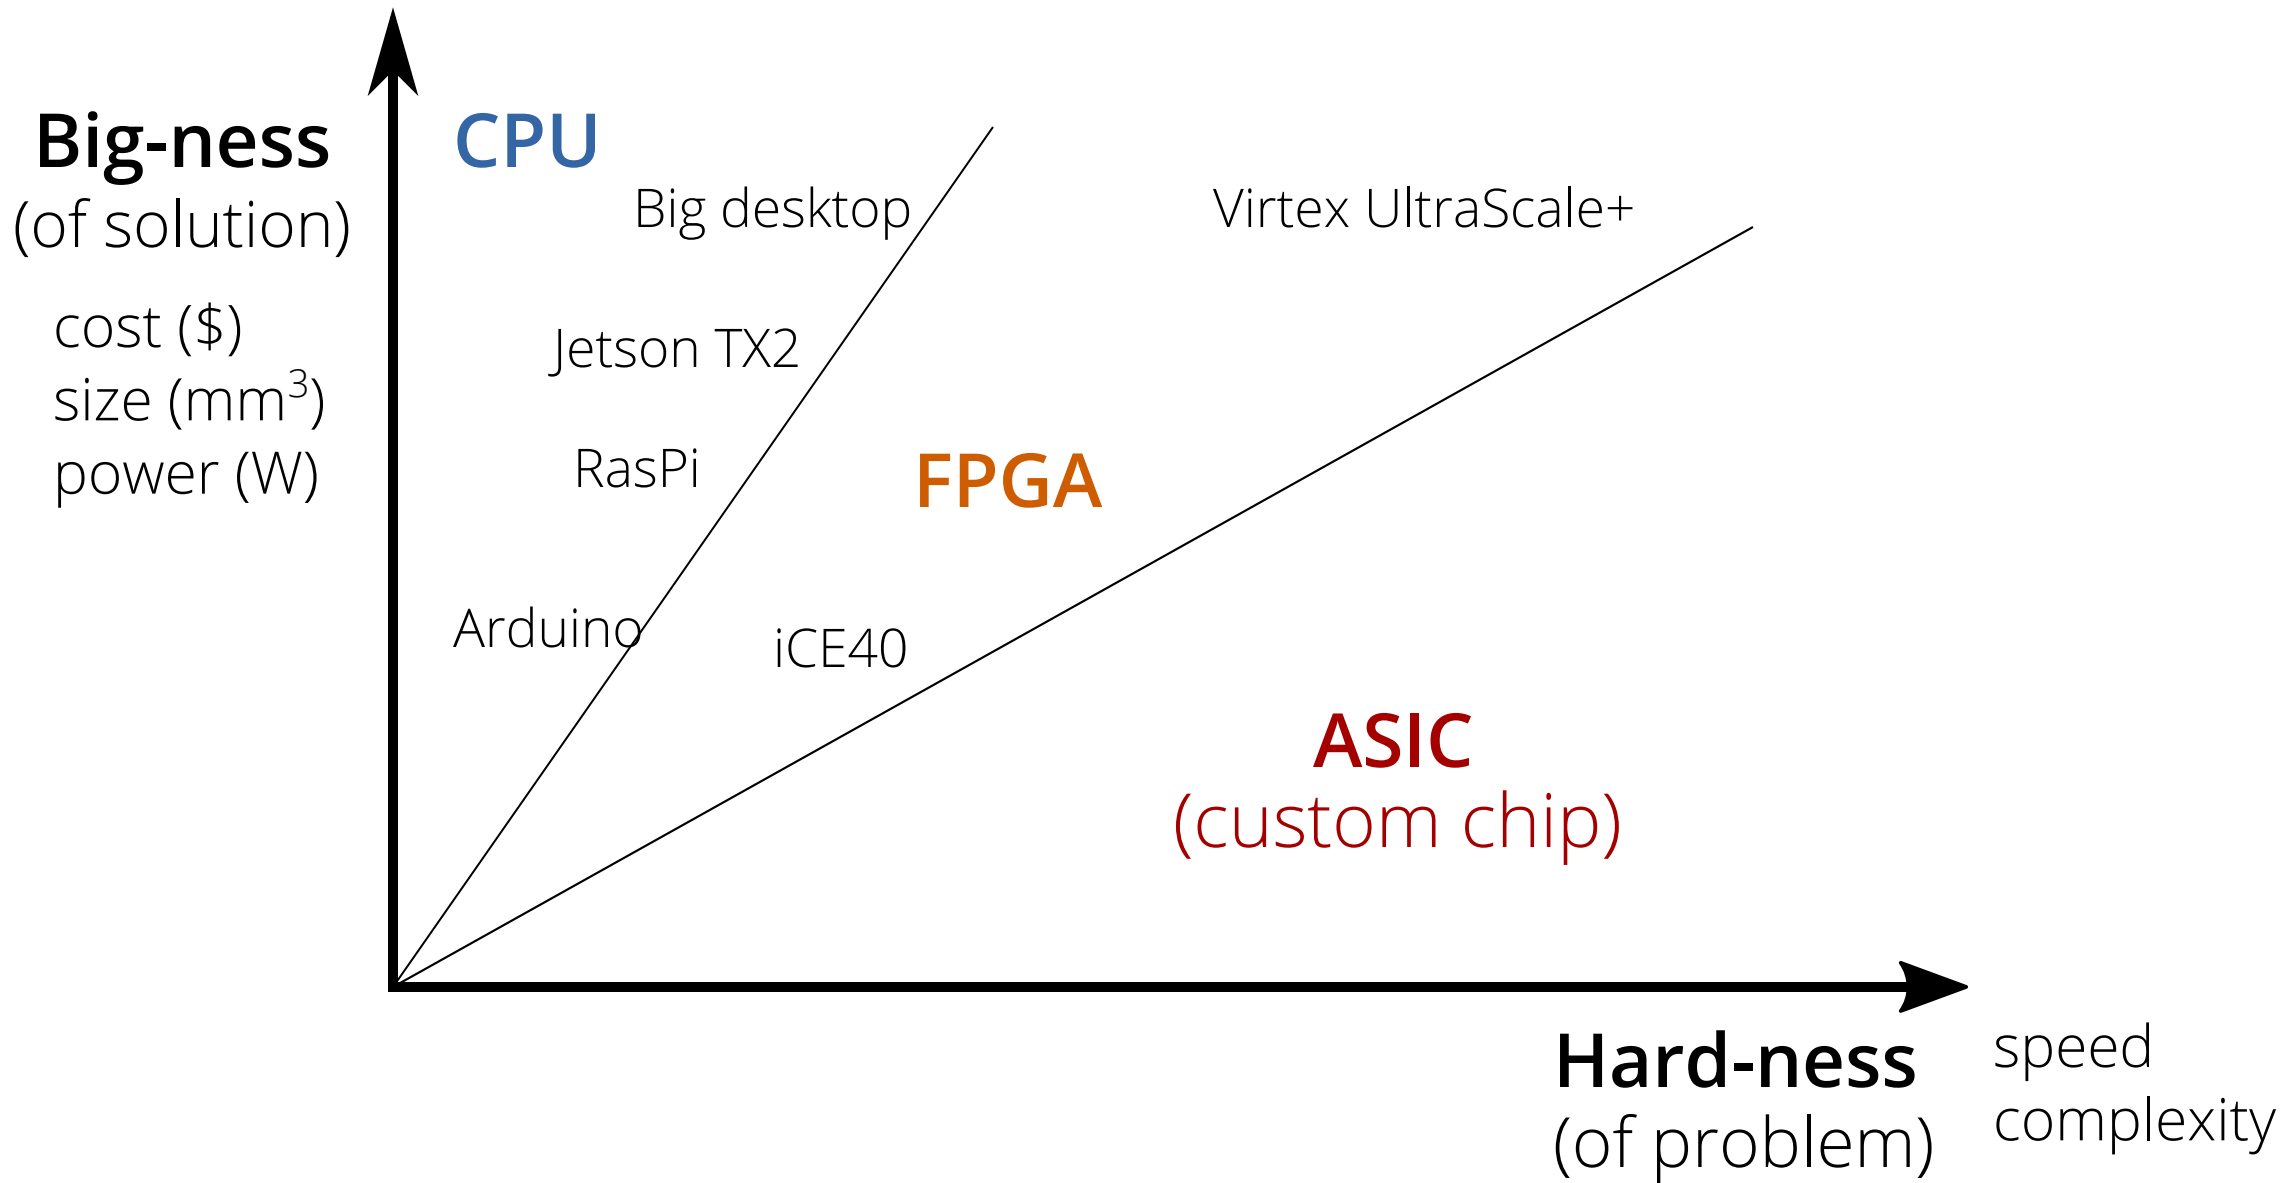 Big-ness
(of solution)
cost ($)
size (mm³)
power (W)
CPU
Big desktop
Virtex UltraScale+
Jetson TX2
RasPi
FPGA
Arduino
iCE40
ASIC
(custom chip)
Hard-ness
(of problem)
speed
complexity